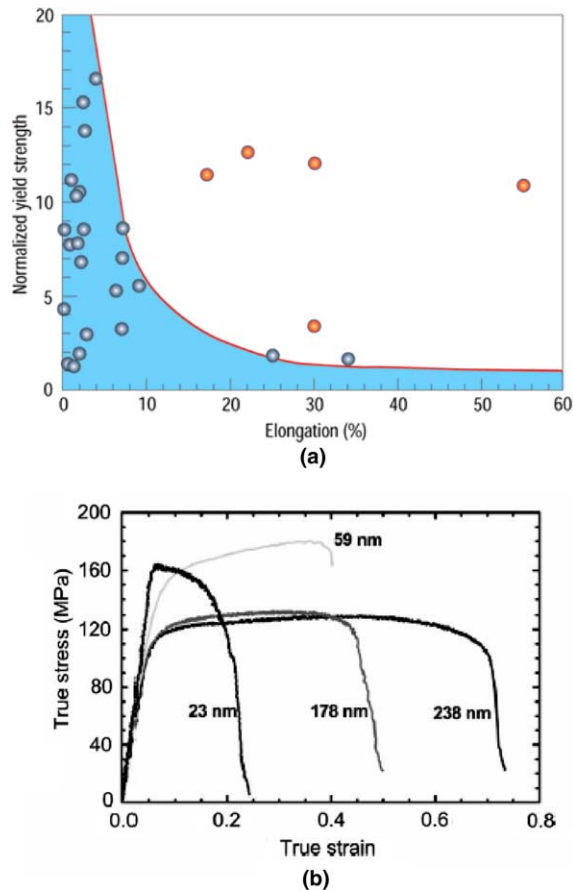 20
15
10
5
0
Normalized yield strength
0 10 20 30 40 50 60
Elongation (%)
(a)
200
160
120
80
40
0
True stress (MPa)
59 nm
23 nm 178 nm 238 nm
0.0 0.2 0.4 0.6 0.8
True strain
(b)